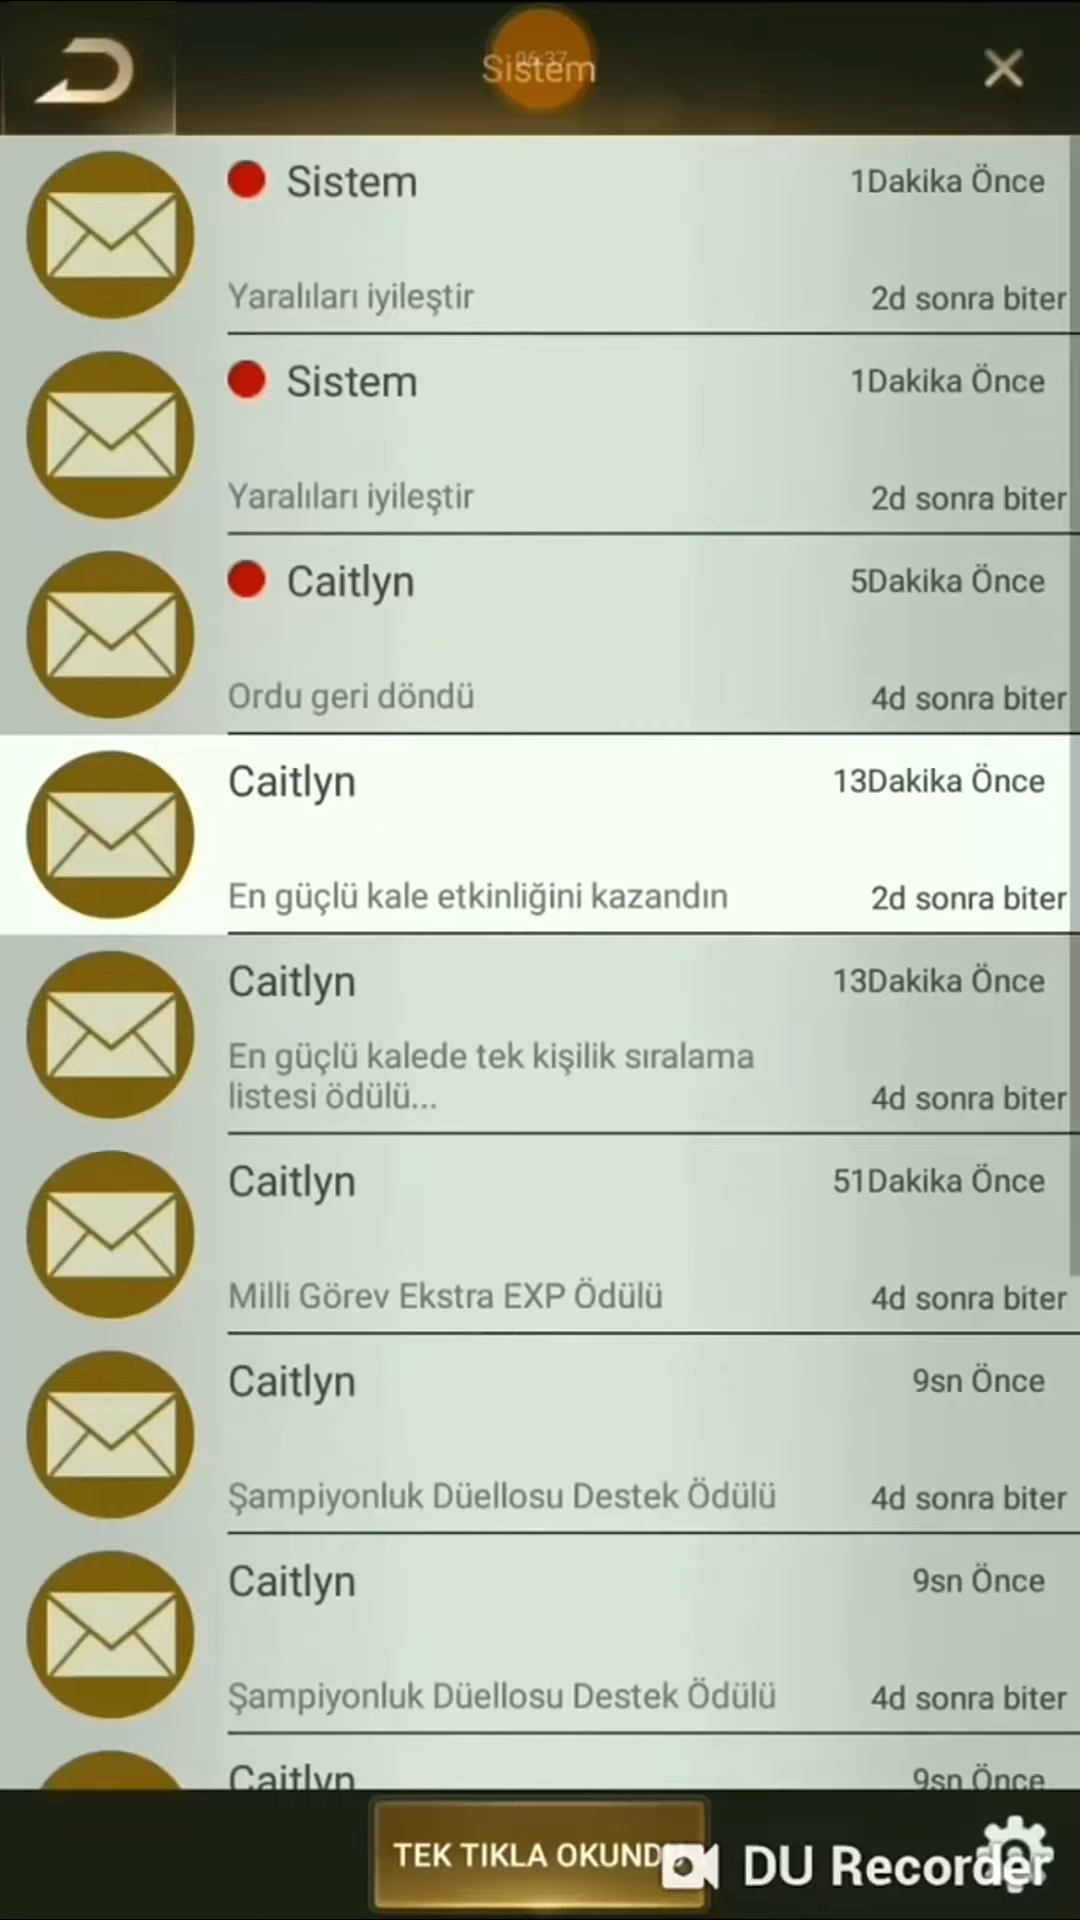 06:37
Sistem
Sistem
1Dakika Önce
Yaralıları iyileştir
2d sonra biter
Sistem
1Dakika Önce
Yaralıları iyileştir
2d sonra biter
Caitlyn
5Dakika Önce
Ordu geri döndü
4d sonra biter
Caitlyn
13Dakika Önce
En güçlü kale etkinliğini kazandın
2d sonra biter
Caitlyn
13Dakika Önce
En güçlü kalede tek kişilik sıralama
listesi ödülü...
4d sonra biter
Caitlyn
51Dakika Önce
Milli Görev Ekstra EXP Ödülü
4d sonra biter
Caitlyn
9sn Önce
Şampiyonluk Düellosu Destek Ödülü
4d sonra biter
Caitlyn
9sn Önce
Şampiyonluk Düellosu Destek Ödülü
4d sonra biter
Caitlyn
9sn Önce
TEK TIKLA OKUND
DU Recorder